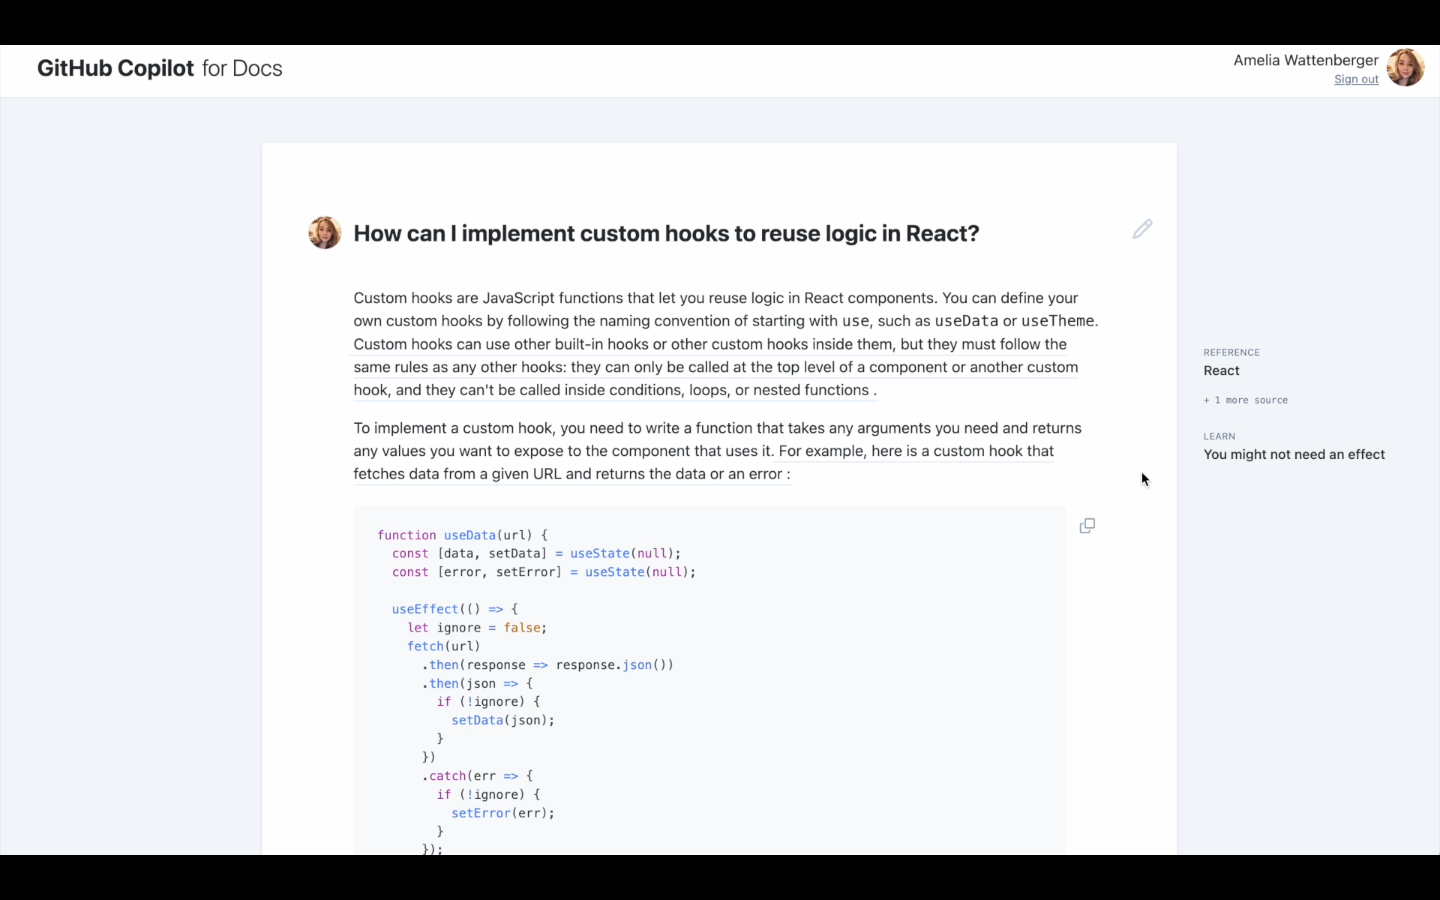 GitHub Copilot for Docs
Amelia Wattenberger
Sign out
How can I implement custom hooks to reuse logic in React?
Custom hooks are JavaScript functions that let you reuse logic in React components. You can define your
own custom hooks by following the naming convention of starting with use, such as useData or useTheme.
Custom hooks can use other built-in hooks or other custom hooks inside them, but they must follow the
same rules as any other hooks: they can only be called at the top level of a component or another custom
hook, and they can't be called inside conditions, loops, or nested functions .
To implement a custom hook, you need to write a function that takes any arguments you need and returns
any values you want to expose to the component that uses it. For example, here is a custom hook that
fetches data from a given URL and returns the data or an error :
function useData(url) {
  const [data, setData] = useState(null);
  const [error, setError] = useState(null);
  useEffect(() => {
    let ignore = false;
    fetch(url)
      .then(response => response.json())
      .then(json => {
        if (!ignore) {
          setData(json);
        }
      })
      .catch(err => {
        if (!ignore) {
          setError(err);
        }
      });
REFERENCE
React
+ 1 more source
LEARN
You might not need an effect